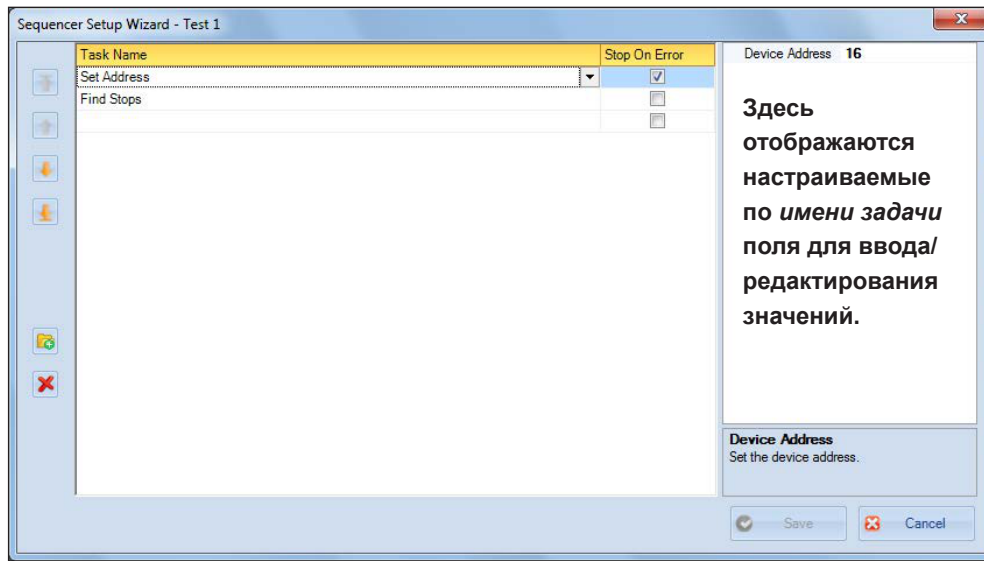 Sequencer Setup Wizard - Test 1
Task Name Stop On Error
Set Address
Find Stops
Device Address 16
Здесь
отображаются
настраиваемые
по имени задачи
поля для ввода/
редактирования
значений.
Device Address
Set the device address.
Save Cancel